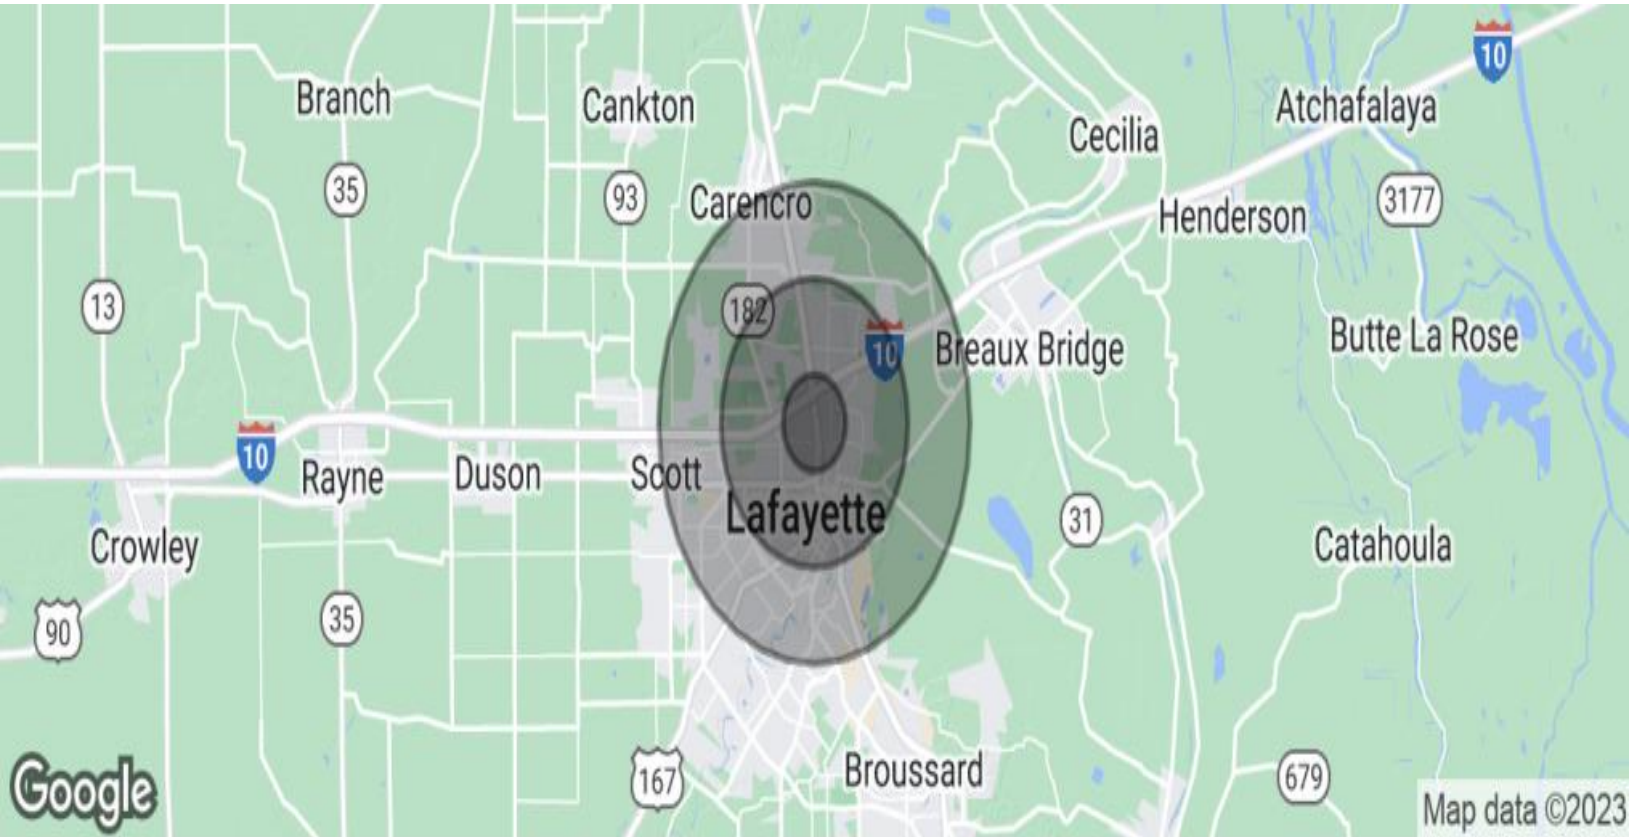 10
Branch
Cankton
Atchafalaya
Cecilia
35
93
Carencro
3177
Henderson
13
182
10
Breaux Bridge
Butte La Rose
10
Rayne
Duson
Scott
Lafayette
31
Crowley
Catahoula
90
35
167
Broussard
679
Google
Map data ©2023